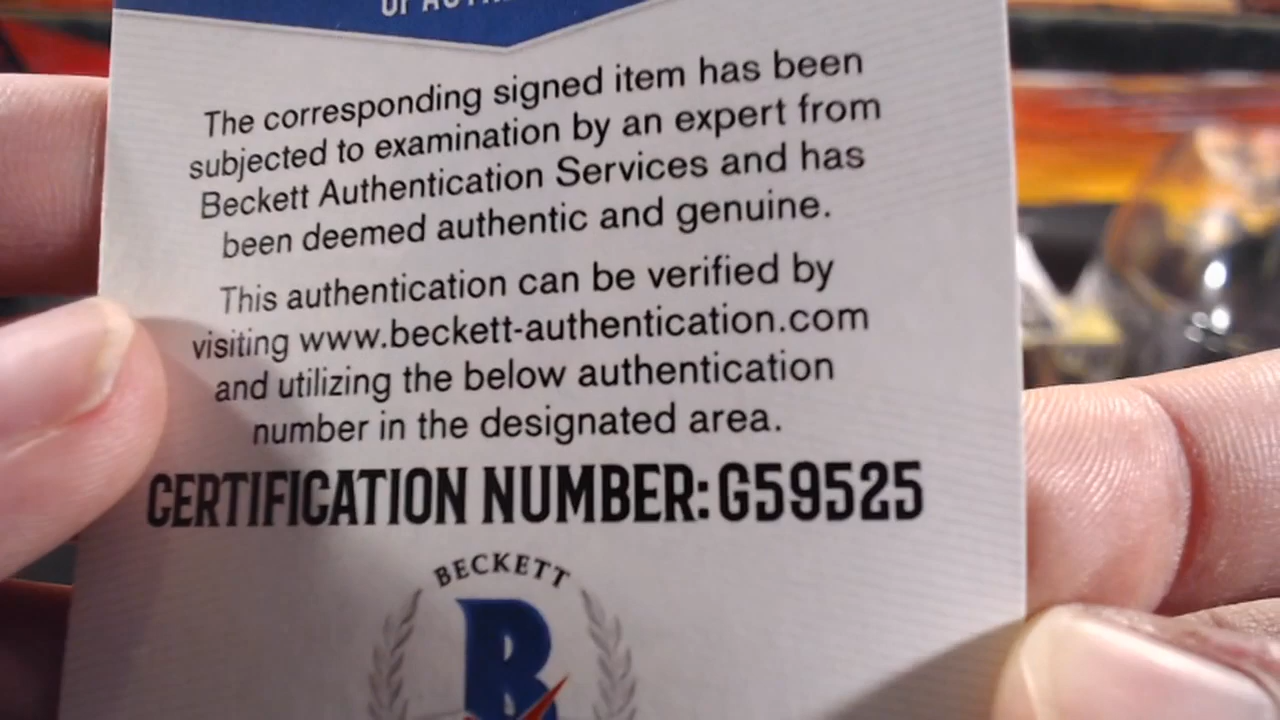 OF
The corresponding signed item has been
subjected to examination by an expert from
Beckett Authentication Services and has
been deemed authentic and genuine.
This authentication can be verified by
visiting www.beckett-authentication.com
and utilizing the below authentication
number in the designated area.
CERTIFICATION NUMBER: G59525
BECKETT
B